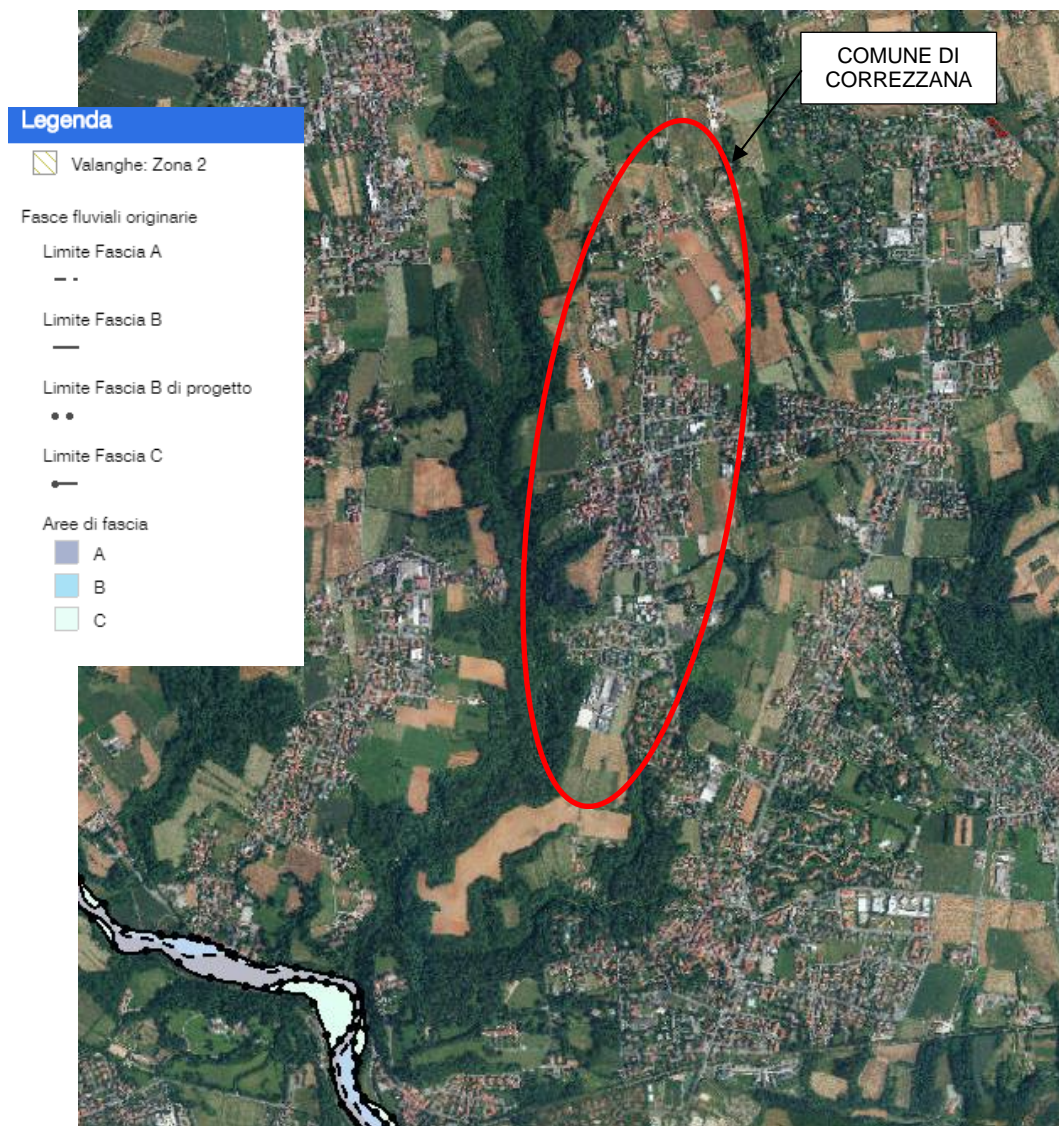 COMUNE DI
CORREZZANA
Legenda
Valanghe: Zona 2
Fasce fluviali originarie
Limite Fascia A
Limite Fascia B
Limite Fascia B di progetto
Limite Fascia C
Aree di fascia
A
B
C